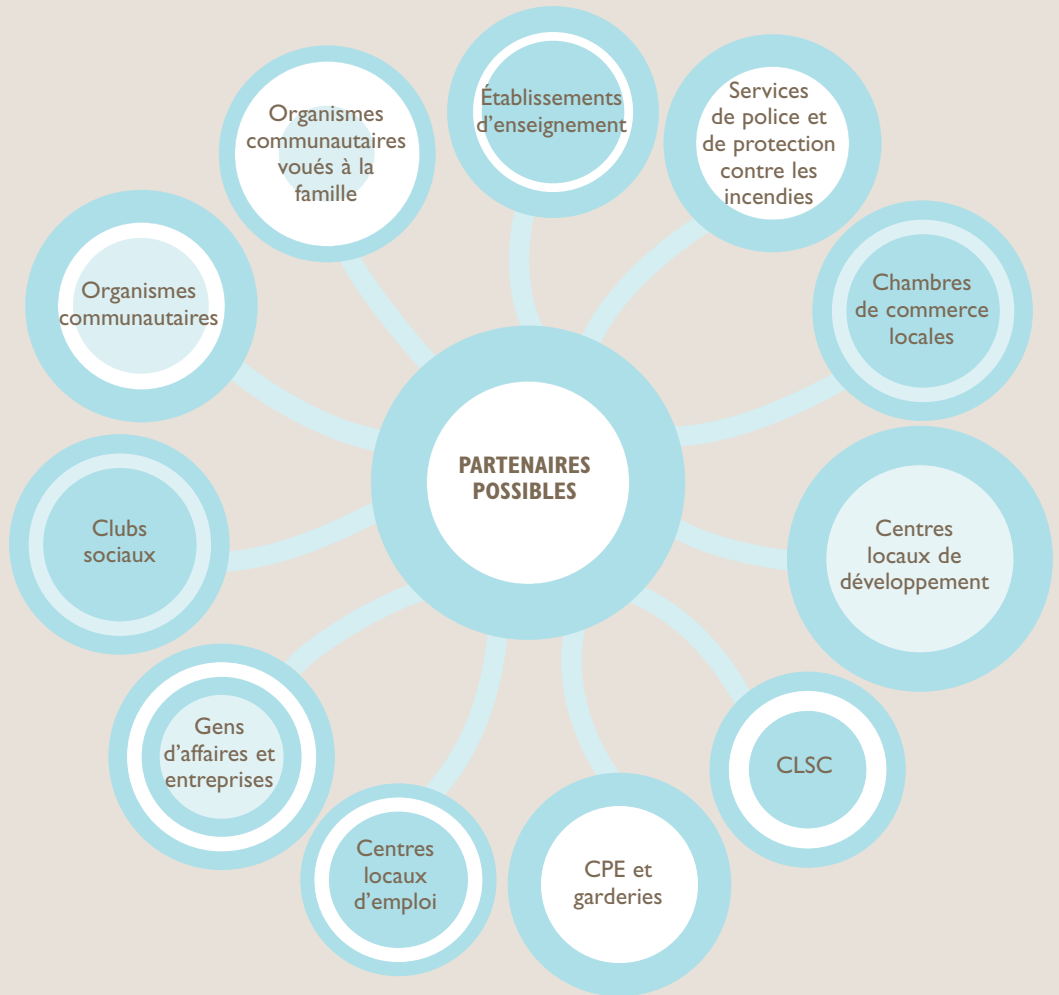 Établissements
d'enseignement
Services
de police et
de protection
contre les
incendies
Organismes
communautaires
voués à la
famille
Chambres
de commerce
locales
Organismes
communautaires
PARTENAIRES
POSSIBLES
Centres
locaux de
développement
Clubs
sociaux
Gens
d'affaires et
entreprises
CLSC
Centres
locaux
d'emploi
CPE et
garderies